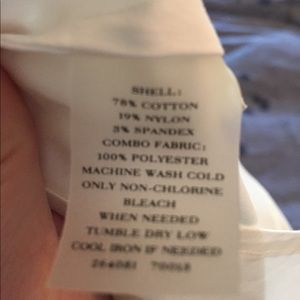 SHELL:
78% COTTON
19% NYLON
3% SPANDEX
COMBO FABRIC:
100% POLYESTER
MACHINE WASH COLD
ONLY NON-CHLORINE
BLEACH
WHEN NEEDED
TUMBLE DRY LOW
COOL IRON IF NEEDED